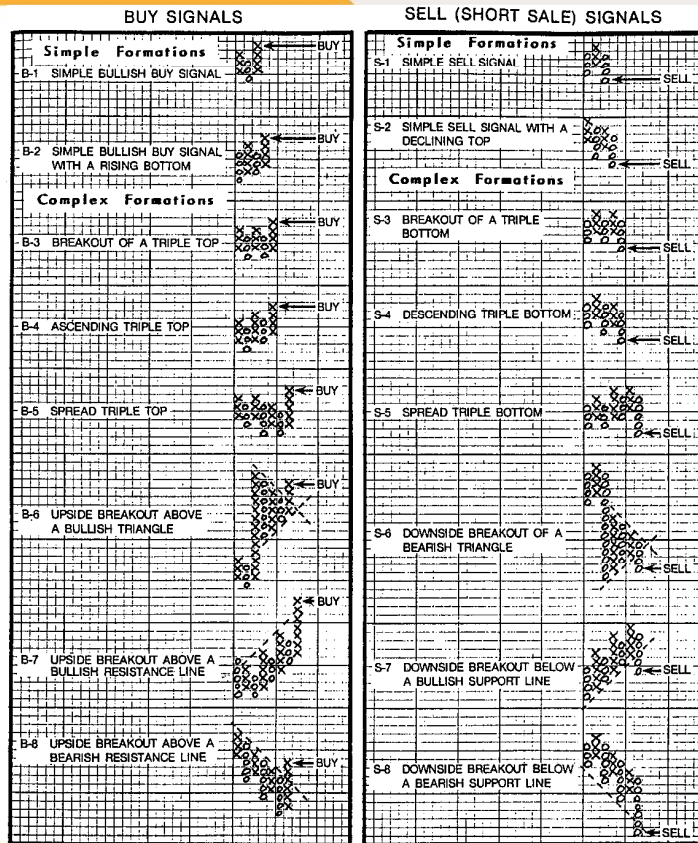 BUY SIGNALS
Simple Formations
BUY
B-1 SIMPLE BULLISH BUY SIGNAL
BUY
B-2 SIMPLE BULLISH BUY SIGNAL
WITH A RISING BOTTOM
Complex Formations
BUY
B-3 BREAKOUT OF A TRIPLE TOP
BUY
B-4 ASCENDING TRIPLE TOP
BUY
B-5 SPREAD TRIPLE TOP
BUY
B-6 UPSIDE BREAKOUT ABOVE
A BULLISH TRIANGLE
BUY
B-7 UPSIDE BREAKOUT ABOVE A
BULLISH RESISTANCE LINE
B-8 UPSIDE BREAKOUT ABOVE A
BEARISH RESISTANCE LINE
BUY
SELL (SHORT SALE) SIGNALS
Simple Formations
S-1 SIMPLE SELL SIGNAL
SELL
S-2 SIMPLE SELL SIGNAL WITH A
DECLINING TOP
SELL
Complex Formations
S-3 BREAKOUT OF A TRIPLE
BOTTOM
SELL
S-4 DESCENDING TRIPLE BOTTOM
SELL
S-5 SPREAD TRIPLE BOTTOM
SELL
S-6 DOWNSIDE BREAKOUT OF A
BEARISH TRIANGLE
SELL
S-7 DOWNSIDE BREAKOUT BELOW
A BULLISH SUPPORT LINE
SELL
S-8 DOWNSIDE BREAKOUT BELOW
A BEARISH SUPPORT LINE
SELL